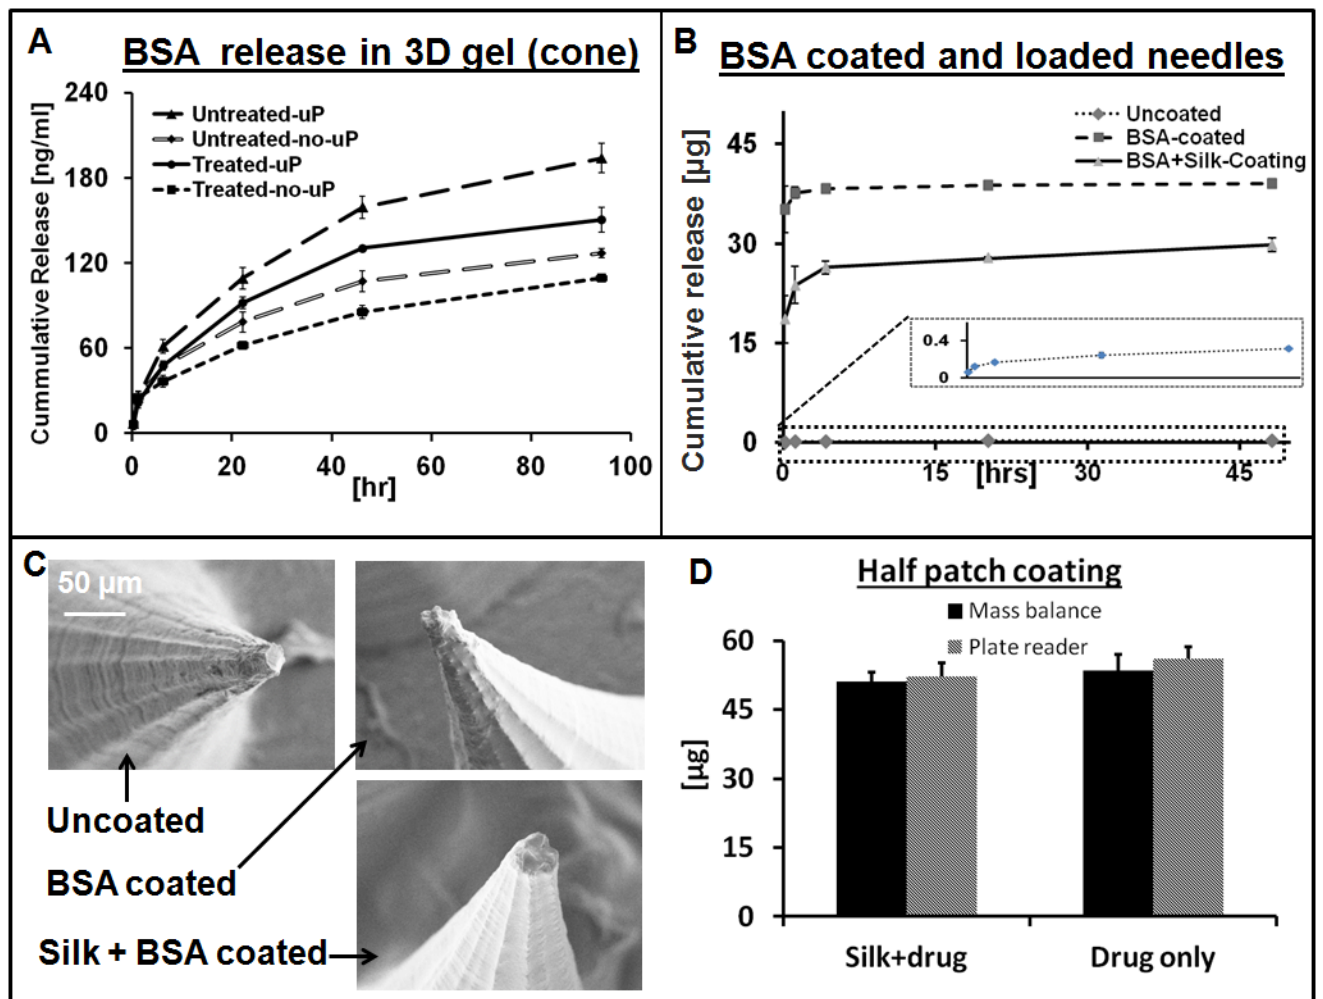 A
BSA release in 3D gel (cone)
Cummulative Release [ng/ml]
240
180
120
60
0
Untreated-uP
Untreated-no-uP
Treated-uP
Treated-no-uP
0 20 40 60 80 100
[hr]
B
BSA coated and loaded needles
Cumulative release [µg]
45
30
15
0
Uncoated
BSA-coated
BSA+Silk-Coating
0.4
0
0 15 30 45
[hrs]
C
50 µm
Uncoated
BSA coated
Silk + BSA coated
D
Half patch coating
Mass balance
Plate reader
[µg]
60
45
30
15
0
Silk+drug Drug only